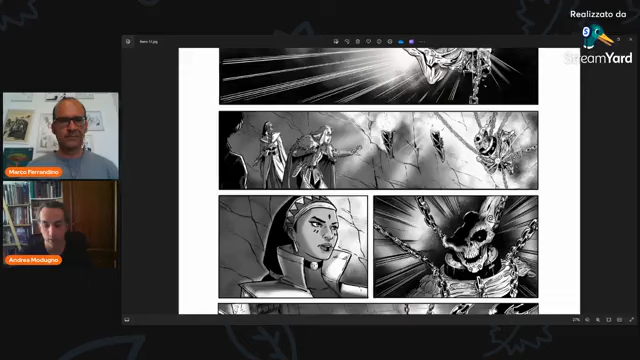 Realizzato da
StreamYard
Marco Ferrandino
Andrea Modugno